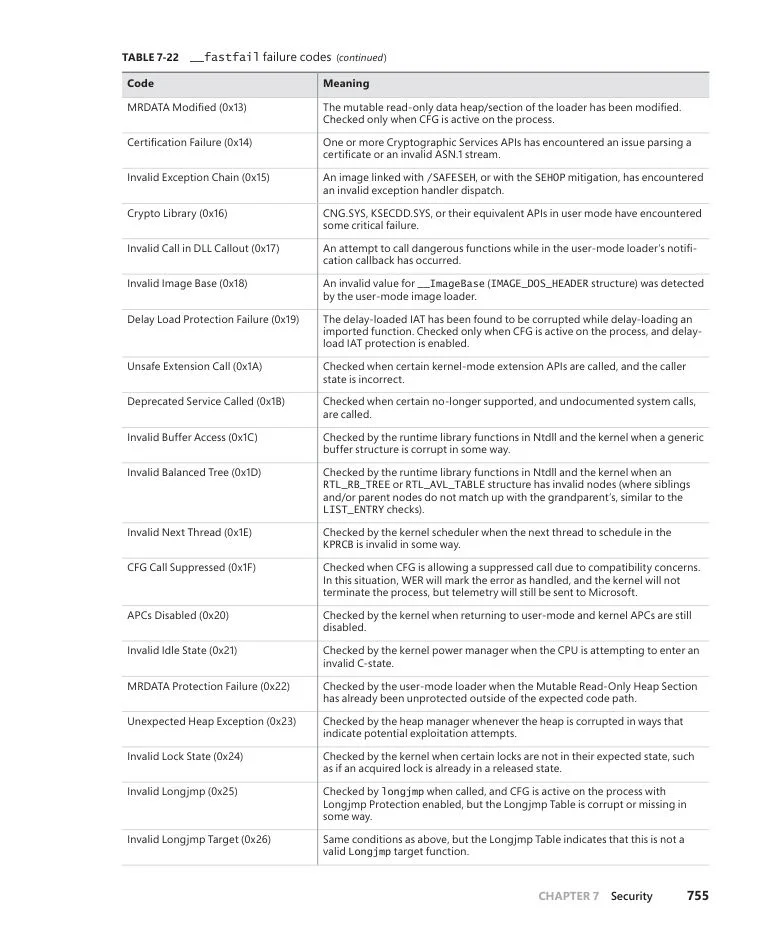 TABLE 7-22 __fastfail failure codes (continued)
Code Meaning
MRDATA Modified (0x13) The mutable read-only data heap/section of the loader has been modified.
Checked only when CFG is active on the process.
Certification Failure (0x14) One or more Cryptographic Services APIs has encountered an issue parsing a
certificate or an invalid ASN.1 stream.
Invalid Exception Chain (0x15) An image linked with /SAFESEH, or with the SEHOP mitigation, has encountered
an invalid exception handler dispatch.
Crypto Library (0x16) CNG.SYS, KSECDD.SYS, or their equivalent APIs in user mode have encountered
some critical failure.
Invalid Call in DLL Callout (0x17) An attempt to call dangerous functions while in the user-mode loader's notifi-
cation callback has occurred.
Invalid Image Base (0x18) An invalid value for __ImageBase (IMAGE_DOS_HEADER structure) was detected
by the user-mode image loader.
Delay Load Protection Failure (0x19) The delay-loaded IAT has been found to be corrupted while delay-loading an
imported function. Checked only when CFG is active on the process, and delay-
load IAT protection is enabled.
Unsafe Extension Call (0x1A) Checked when certain kernel-mode extension APIs are called, and the caller
state is incorrect.
Deprecated Service Called (0x1B) Checked when certain no-longer supported, and undocumented system calls,
are called.
Invalid Buffer Access (0x1C) Checked by the runtime library functions in Ntdll and the kernel when a generic
buffer structure is corrupt in some way.
Invalid Balanced Tree (0x1D) Checked by the runtime library functions in Ntdll and the kernel when an
RTL_RB_TREE or RTL_AVL_TABLE structure has invalid nodes (where siblings
and/or parent nodes do not match up with the grandparent's, similar to the
LIST_ENTRY checks).
Invalid Next Thread (0x1E) Checked by the kernel scheduler when the next thread to schedule in the
KPRCB is invalid in some way.
CFG Call Suppressed (0x1F) Checked when CFG is allowing a suppressed call due to compatibility concerns.
In this situation, WER will mark the error as handled, and the kernel will not
terminate the process, but telemetry will still be sent to Microsoft.
APCs Disabled (0x20) Checked by the kernel when returning to user-mode and kernel APCs are still
disabled.
Invalid Idle State (0x21) Checked by the kernel power manager when the CPU is attempting to enter an
invalid C-state.
MRDATA Protection Failure (0x22) Checked by the user-mode loader when the Mutable Read-Only Heap Section
has already been unprotected outside of the expected code path.
Unexpected Heap Exception (0x23) Checked by the heap manager whenever the heap is corrupted in ways that
indicate potential exploitation attempts.
Invalid Lock State (0x24) Checked by the kernel when certain locks are not in their expected state, such
as if an acquired lock is already in a released state.
Invalid Longjmp (0x25) Checked by longjmp when called, and CFG is active on the process with
Longjmp Protection enabled, but the Longjmp Table is corrupt or missing in
some way.
Invalid Longjmp Target (0x26) Same conditions as above, but the Longjmp Table indicates that this is not a
valid Longjmp target function.
CHAPTER 7 Security 755